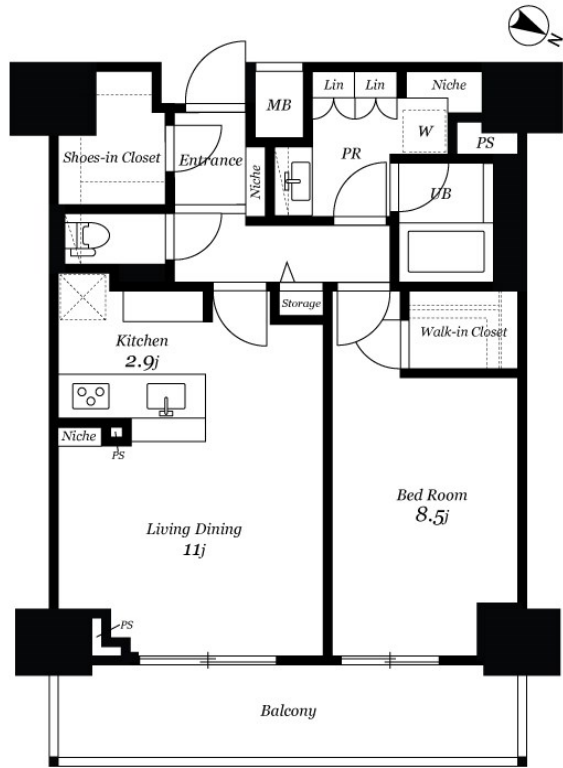 N
Lin
Lin
Niche
MB
W
Shoes-in Closet
Entrance
PR
PS
Niche
UB
Storage
Kitchen
2.9j
Walk-in Closet
Niche
PS
Bed Room
8.5j
Living Dining
11j
PS
Balcony